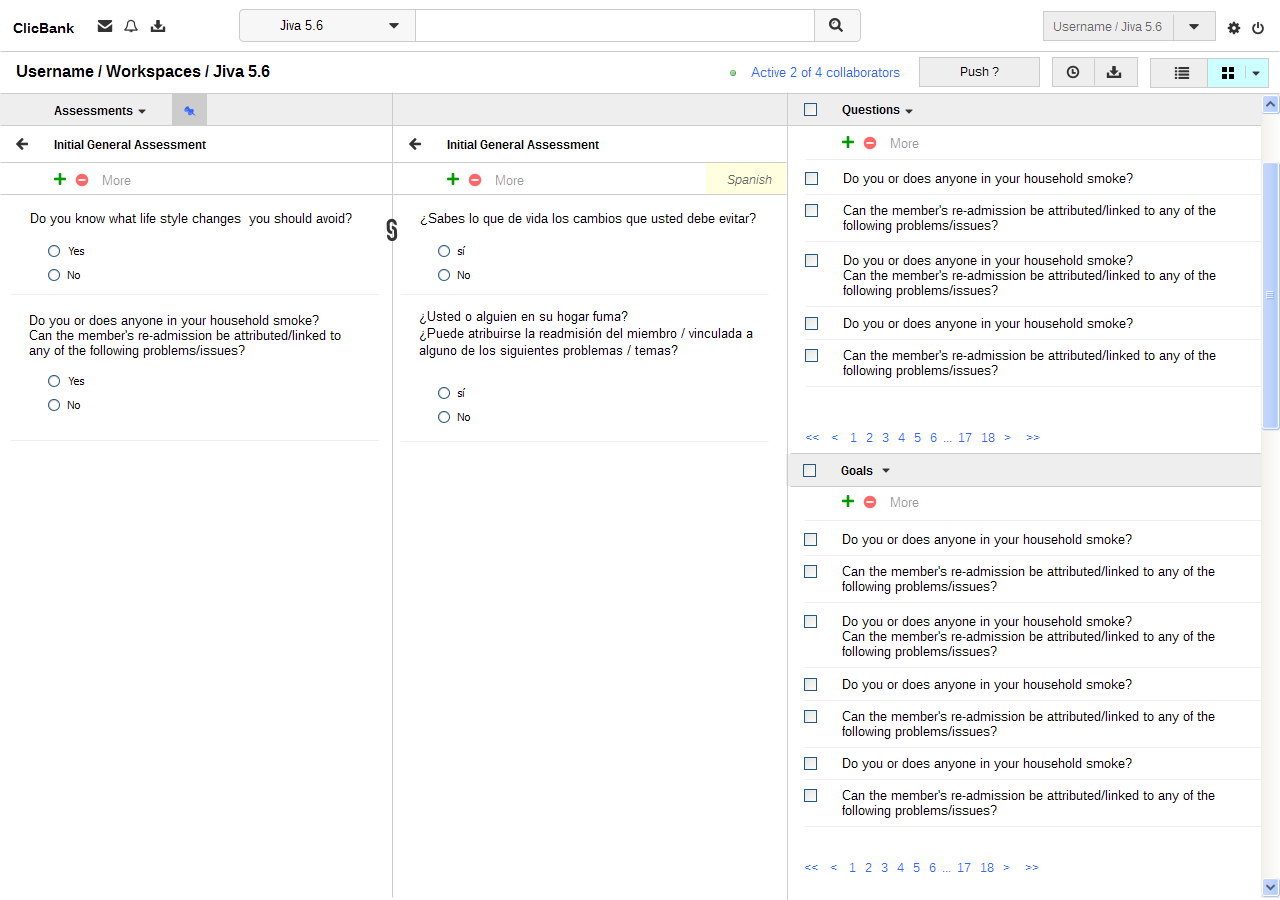 ClicBank
Jiva 5.6
Username / Jiva 5.6
Username / Workspaces / Jiva 5.6
Active 2 of 4 collaborators
Push ?
Assessments
Initial General Assessment
More
Do you know what life style changes  you should avoid?
Yes
No
Do you or does anyone in your household smoke?
Can the member's re-admission be attributed/linked to
any of the following problems/issues?
Yes
No
Initial General Assessment
More
Spanish
¿Sabes lo que de vida los cambios que usted debe evitar?
sí
No
¿Usted o alguien en su hogar fuma?
¿Puede atribuirse la readmisión del miembro / vinculada a
alguno de los siguientes problemas / temas?
sí
No
Questions
More
Do you or does anyone in your household smoke?
Can the member's re-admission be attributed/linked to any of the
following problems/issues?
Do you or does anyone in your household smoke?
Can the member's re-admission be attributed/linked to any of the
following problems/issues?
Do you or does anyone in your household smoke?
Can the member's re-admission be attributed/linked to any of the
following problems/issues?
<< < 1 2 3 4 5 6 ... 17 18 > >>
Goals
More
Do you or does anyone in your household smoke?
Can the member's re-admission be attributed/linked to any of the
following problems/issues?
Do you or does anyone in your household smoke?
Can the member's re-admission be attributed/linked to any of the
following problems/issues?
Do you or does anyone in your household smoke?
Can the member's re-admission be attributed/linked to any of the
following problems/issues?
Do you or does anyone in your household smoke?
Can the member's re-admission be attributed/linked to any of the
following problems/issues?
<< < 1 2 3 4 5 6 ... 17 18 > >>